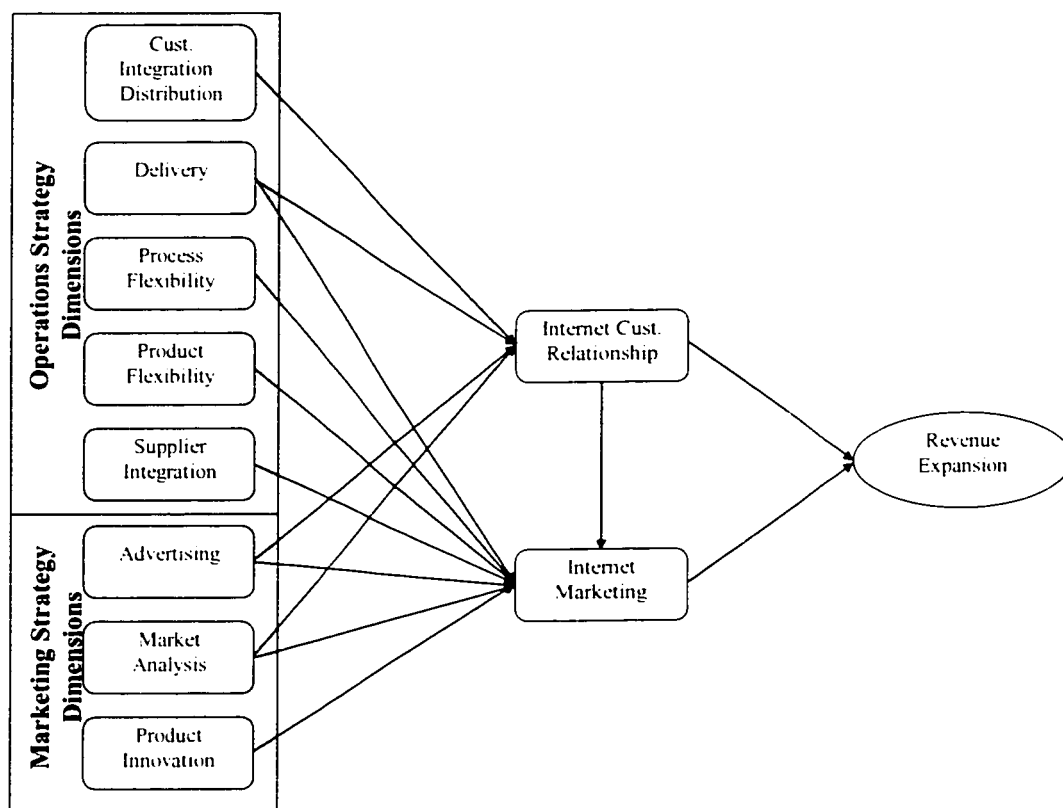 Operations Strategy
Dimensions
Cust.
Integration
Distribution
Delivery
Process
Flexibility
Product
Flexibility
Supplier
Integration
Marketing Strategy
Dimensions
Advertising
Market
Analysis
Product
Innovation
Internet Cust.
Relationship
Internet
Marketing
Revenue
Expansion